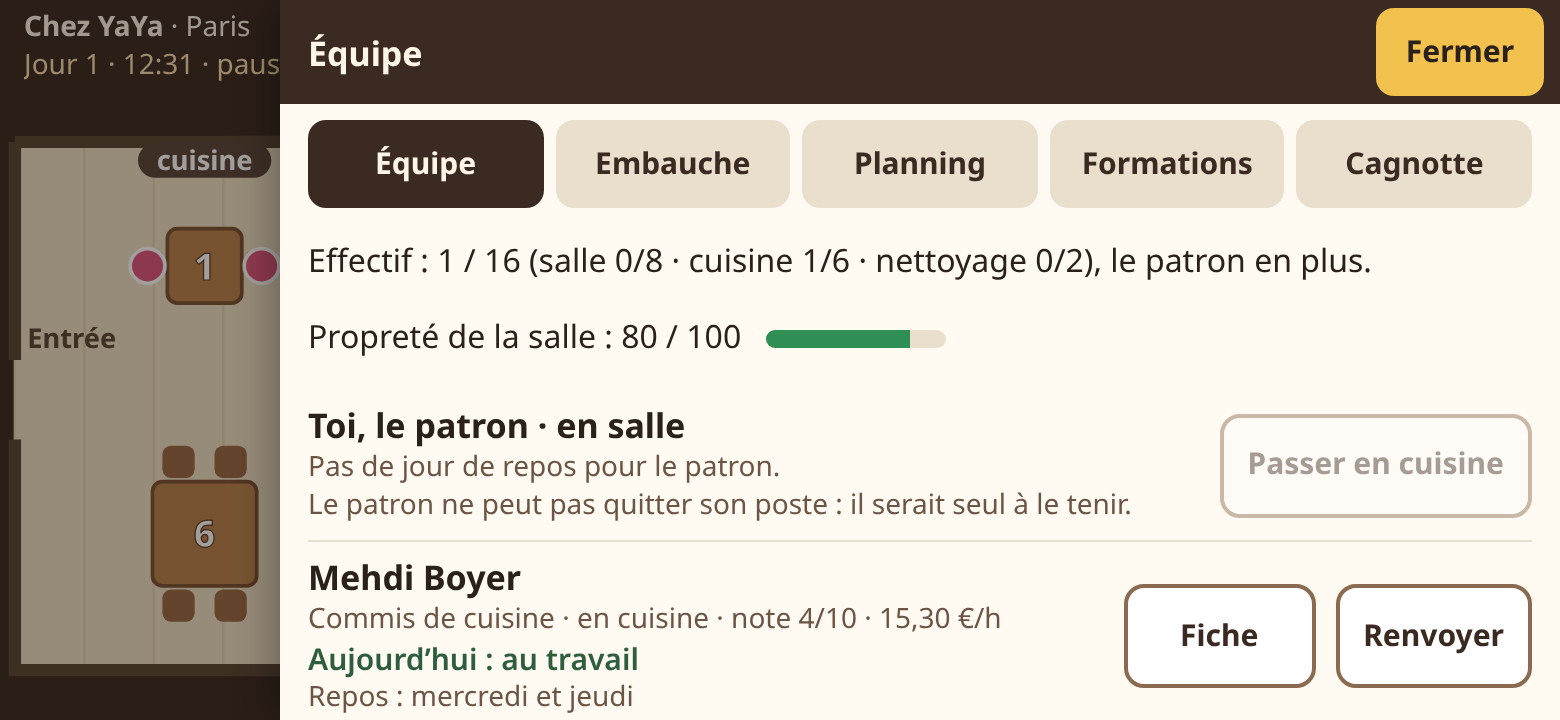 Chez YaYa · Paris
Jour 1 · 12:31 · paus
cuisine
1
Entrée
6
Équipe
Fermer
Équipe
Embauche
Planning
Formations
Cagnotte
Effectif : 1 / 16 (salle 0/8 · cuisine 1/6 · nettoyage 0/2), le patron en plus.
Propreté de la salle : 80 / 100
Toi, le patron · en salle
Pas de jour de repos pour le patron.
Le patron ne peut pas quitter son poste : il serait seul à le tenir.
Passer en cuisine
Mehdi Boyer
Commis de cuisine · en cuisine · note 4/10 · 15,30 €/h
Aujourd’hui : au travail
Repos : mercredi et jeudi
Fiche
Renvoyer